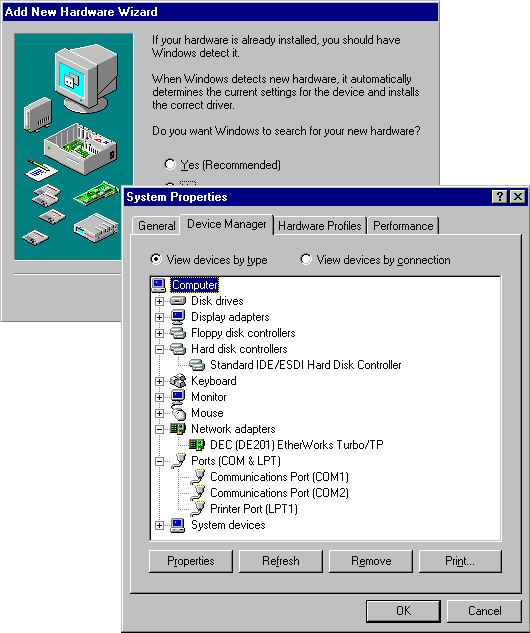 Add New Hardware Wizard
If your hardware is already installed, you should have
Windows detect it.
When Windows detects new hardware, it automatically
determines the current settings for the device and installs
the correct driver.
Do you want Windows to search for your new hardware?
Yes (Recommended)
System Properties
General Device Manager Hardware Profiles Performance
View devices by type View devices by connection
Computer
Disk drives
Display adapters
Floppy disk controllers
Hard disk controllers
Standard IDE/ESDI Hard Disk Controller
Keyboard
Monitor
Mouse
Network adapters
DEC (DE201) EtherWorks Turbo/TP
Ports (COM & LPT)
Communications Port (COM1)
Communications Port (COM2)
Printer Port (LPT1)
System devices
Properties Refresh Remove Print...
OK Cancel